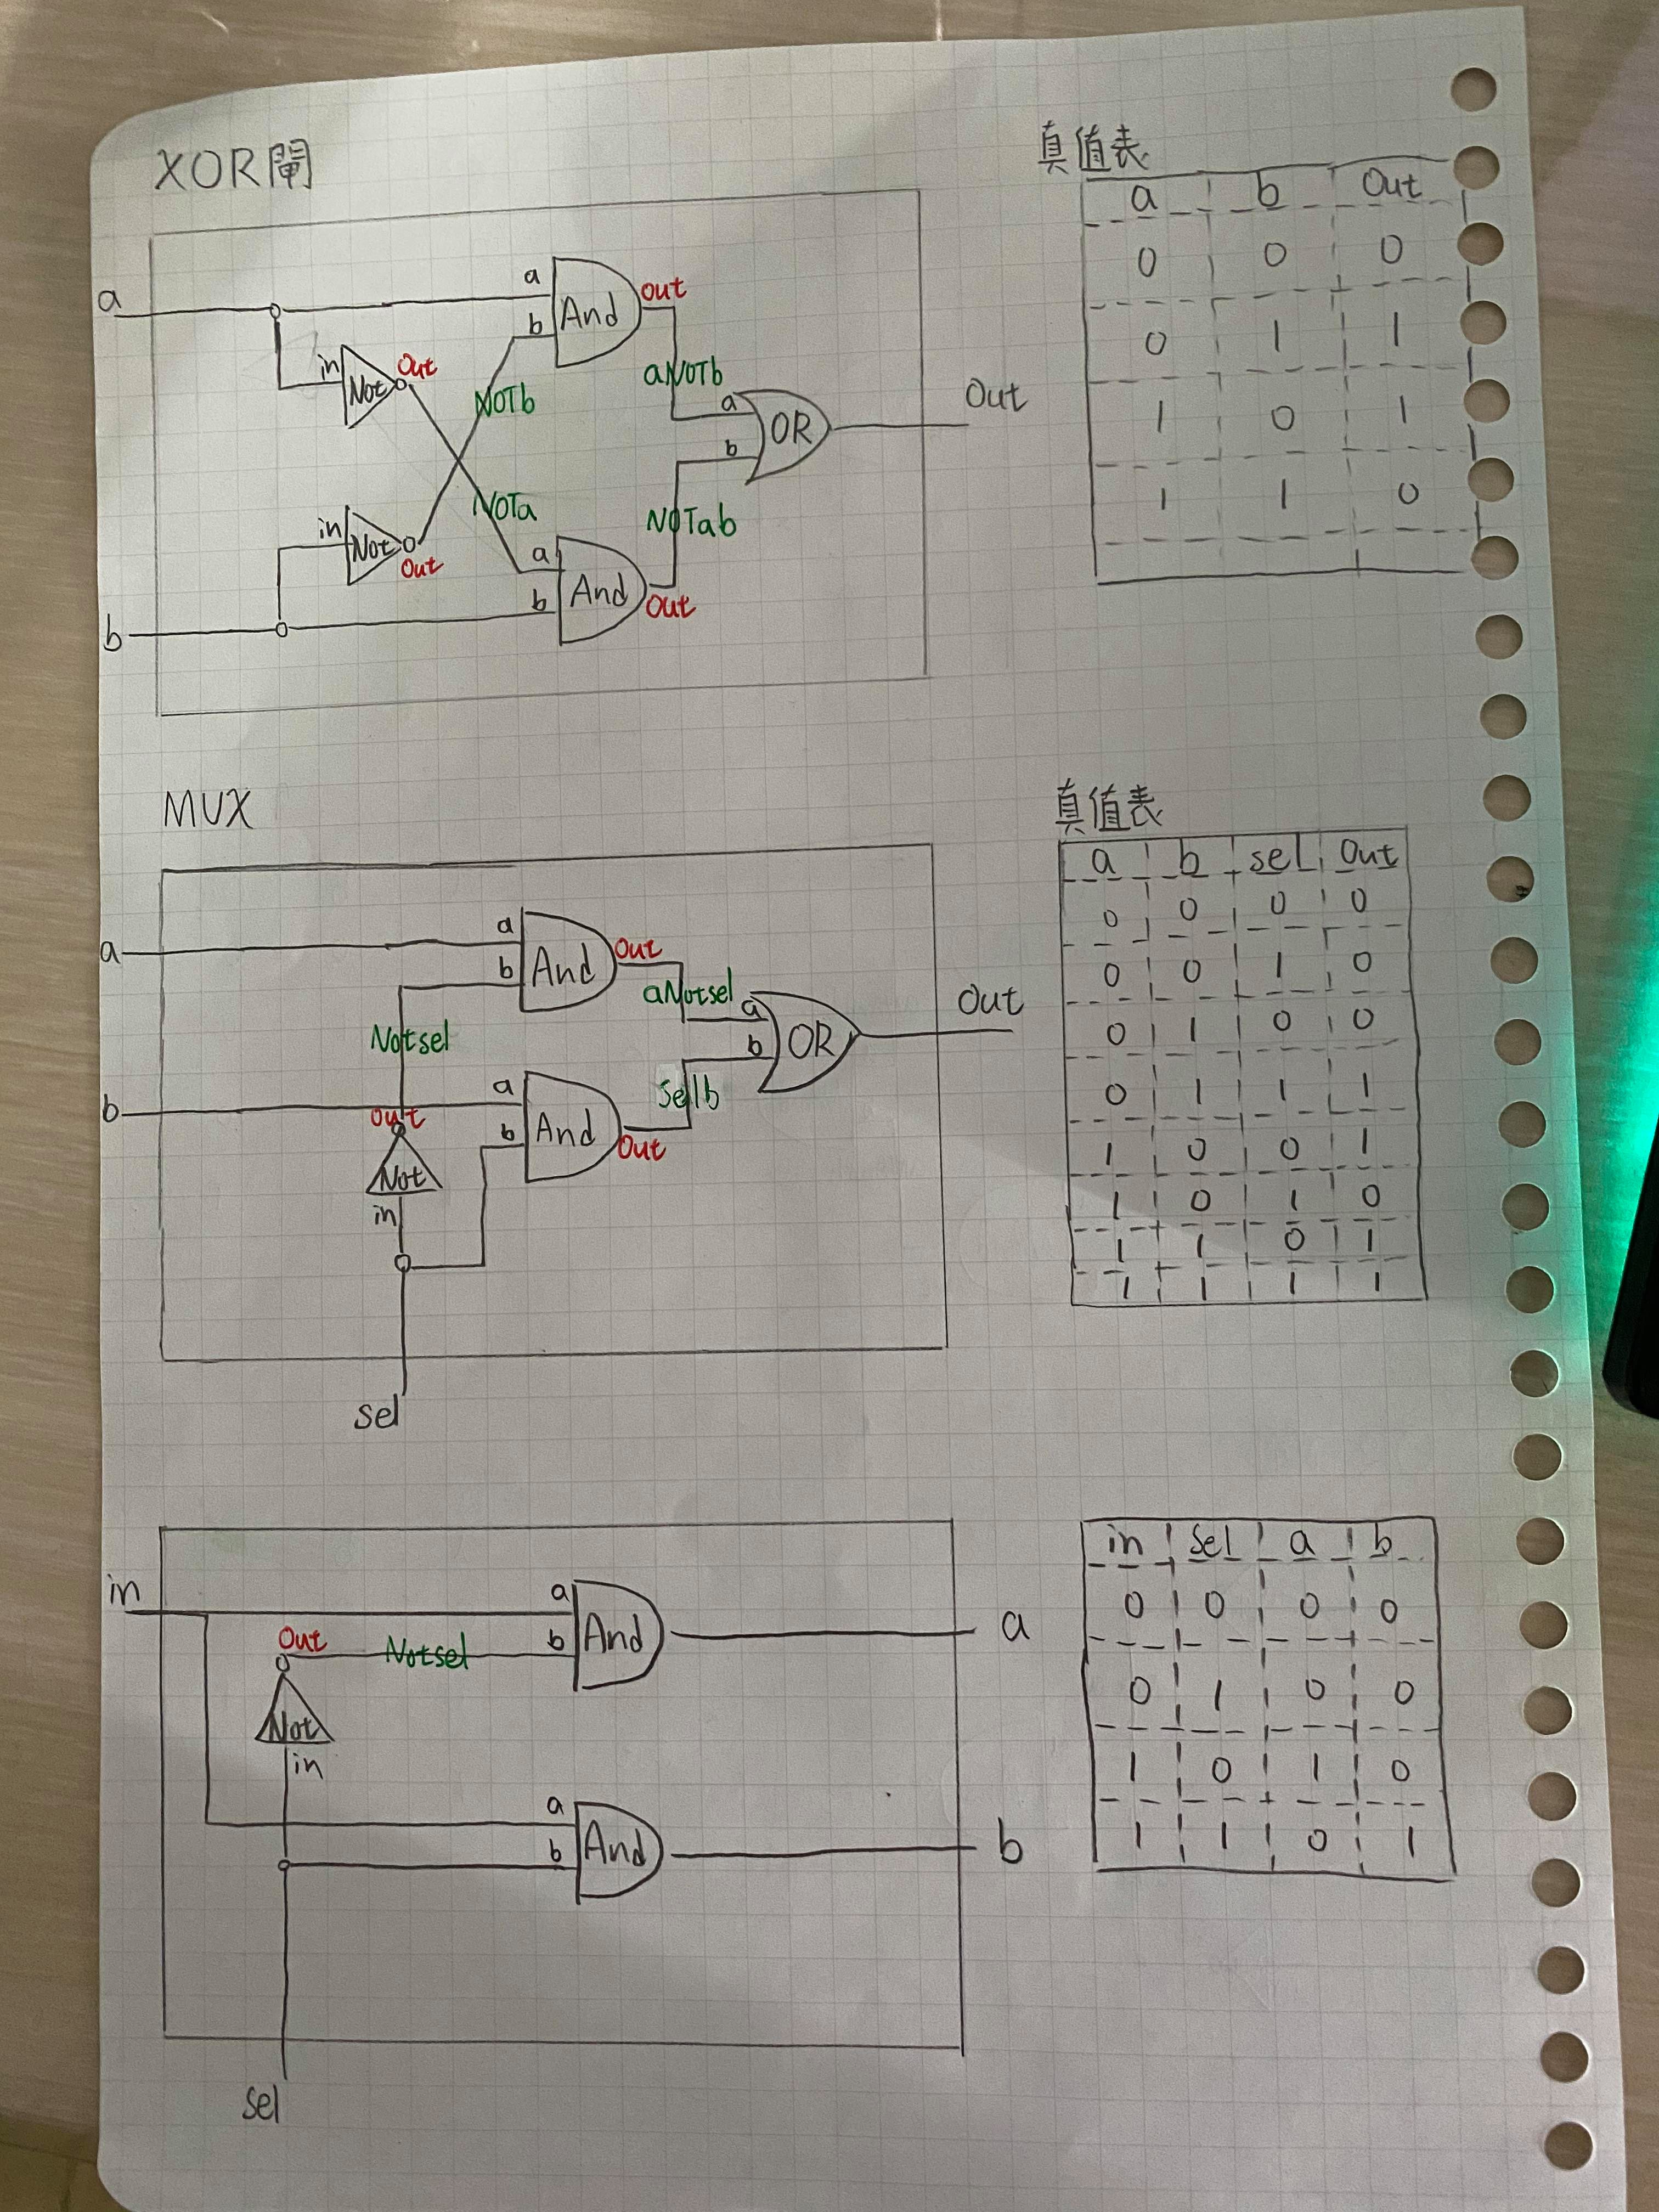 XOR閘
a
b
in
Not
Out
in
Not
Out
NOTb
NOTa
a
b
And
out
a
b
And
Out
aNOTb
NOTab
a
b
OR
Out
真值表
a b Out
0 0 0
0 1 1
1 0 1
1 1 0
MUX
a
b
sel
in
Not
Out
Notsel
a
b
And
Out
a
b
And
Out
aNotsel
Selb
a
b
OR
Out
真值表
a b sel Out
0 0 0 0
0 0 1 0
0 1 0 0
0 1 1 1
1 0 0 1
1 0 1 0
1 1 0 1
1 1 1 1
in
sel
in
Not
Out
Notsel
a
b
And
a
a
b
And
b
in Sel a b
0 0 0 0
0 1 0 0
1 0 1 0
1 1 0 1